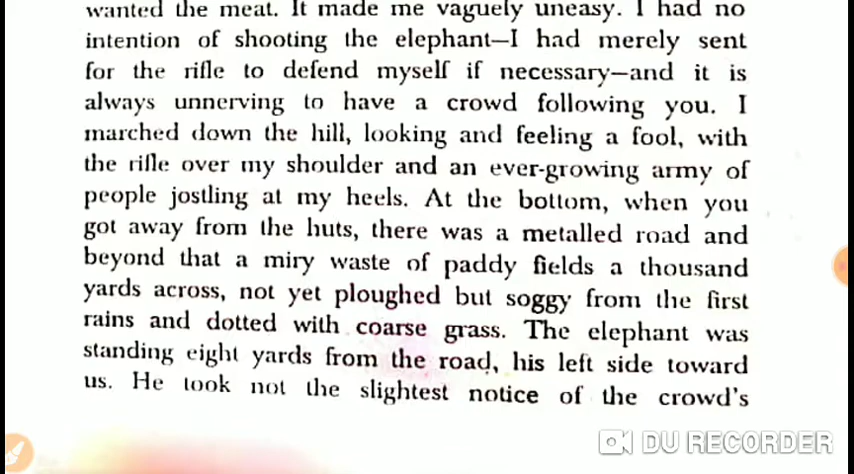 wanted the meat. It made me vaguely uneasy. I had no
intention of shooting the elephant—I had merely sent
for the rifle to defend myself if necessary—and it is
always unnerving to have a crowd following you. I
marched down the hill, looking and feeling a fool, with
the rifle over my shoulder and an ever-growing army of
people jostling at my heels. At the bottom, when you
got away from the huts, there was a metalled road and
beyond that a miry waste of paddy fields a thousand
yards across, not yet ploughed but soggy from the first
rains and dotted with coarse grass. The elephant was
standing eight yards from the road, his left side toward
us. He took not the slightest notice of the crowd's
DU RECORDER